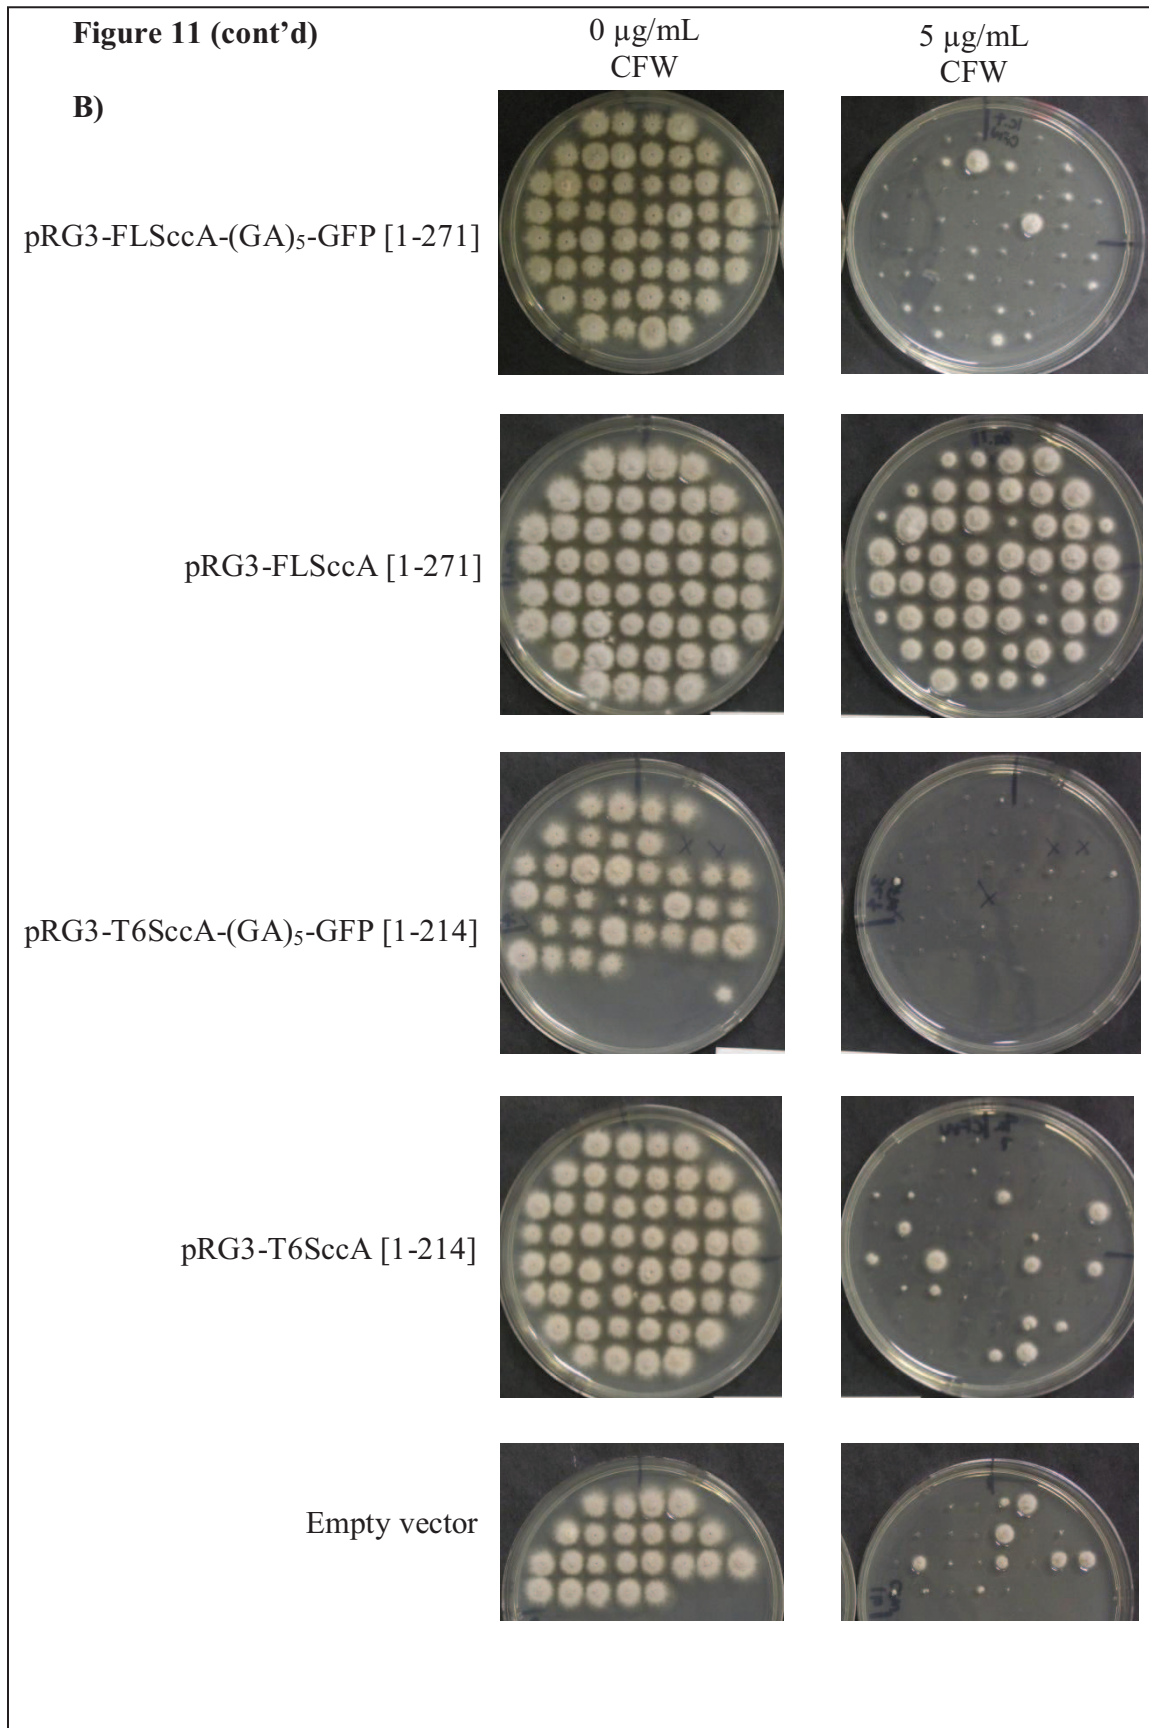 Figure 11 (cont'd)
0 µg/mL
CFW
5 µg/mL
CFW
B)
pRG3-FLSccA-(GA)₅-GFP [1-271]
pRG3-FLSccA [1-271]
pRG3-T6SccA-(GA)₅-GFP [1-214]
pRG3-T6SccA [1-214]
Empty vector